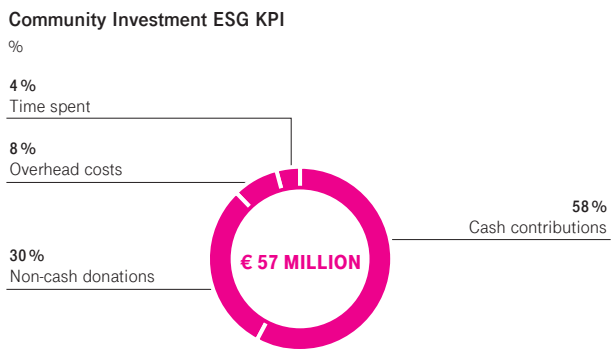 Community Investment ESG KPI
%
4 %
Time spent
8 %
Overhead costs
58 %
Cash contributions
€ 57 MILLION
30 %
Non-cash donations